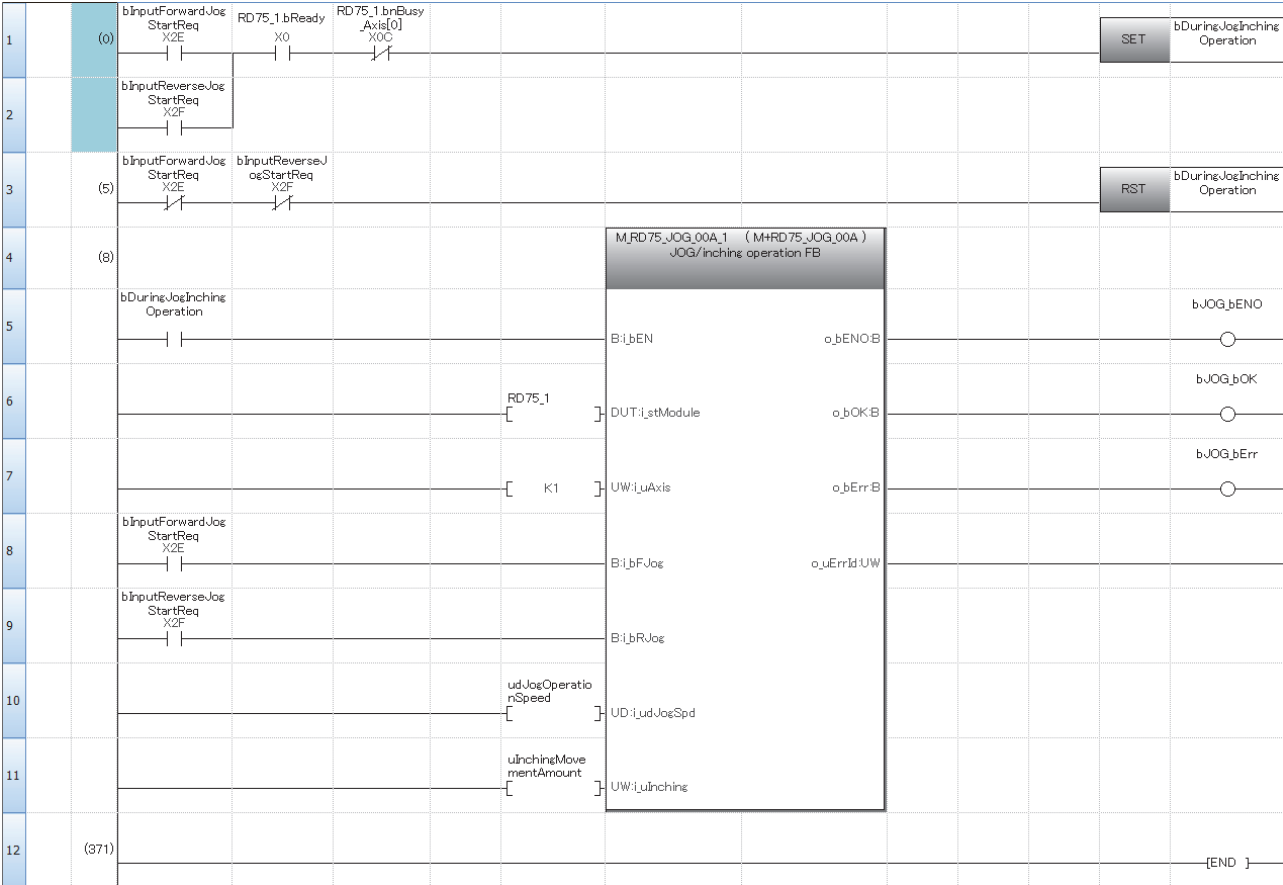 1
(0)
bInputForwardJog
StartReq
X2E
RD75_1.bReady
X0
RD75_1.bnBusy
_Axis[0]
X0C
SET
bDuringJogInching
Operation
2
bInputReverseJog
StartReq
X2F
3
(5)
bInputForwardJog
StartReq
X2E
bInputReverseJ
ogStartReq
X2F
RST
bDuringJogInching
Operation
4
(8)
M_RD75_JOG_00A_1 ( M+RD75_JOG_00A )
JOG/inching operation FB
5
bDuringJogInching
Operation
B:i_bEN
o_bENO:B
bJOG_bENO
6
RD75_1
DUT:i_stModule
o_bOK:B
bJOG_bOK
7
K1
UW:i_uAxis
o_bErr:B
bJOG_bErr
8
bInputForwardJog
StartReq
X2E
B:i_bFJog
o_uErrId:UW
9
bInputReverseJog
StartReq
X2F
B:i_bRJog
10
udJogOperatio
nSpeed
UD:i_udJogSpd
11
uInchingMove
mentAmount
UW:i_uInching
12
(371)
[END ]